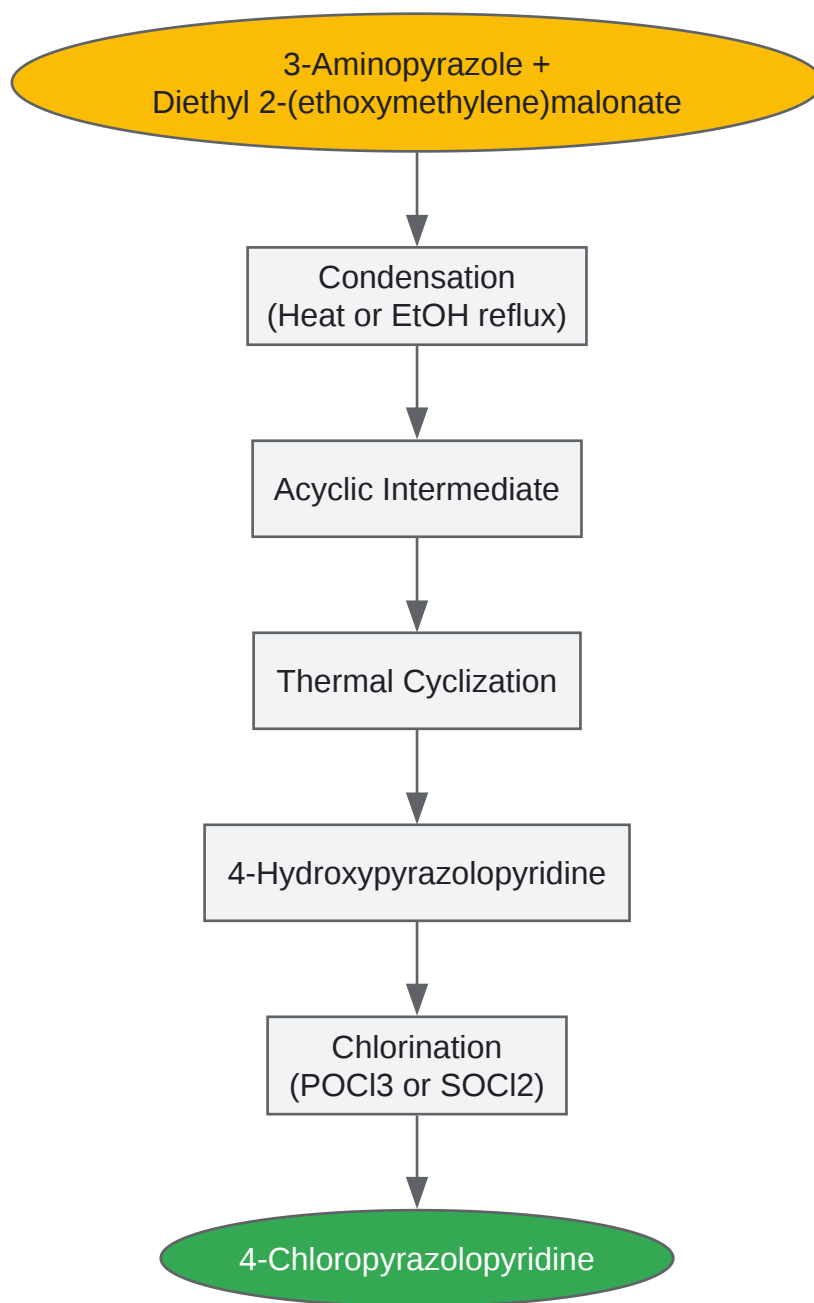 3-Aminopyrazole +
Diethyl 2-(ethoxymethylene)malonate
Condensation
(Heat or EtOH reflux)
Acyclic Intermediate
Thermal Cyclization
4-Hydroxypyrazolopyridine
Chlorination
(POCl3 or SOCl2)
4-Chloropyrazolopyridine